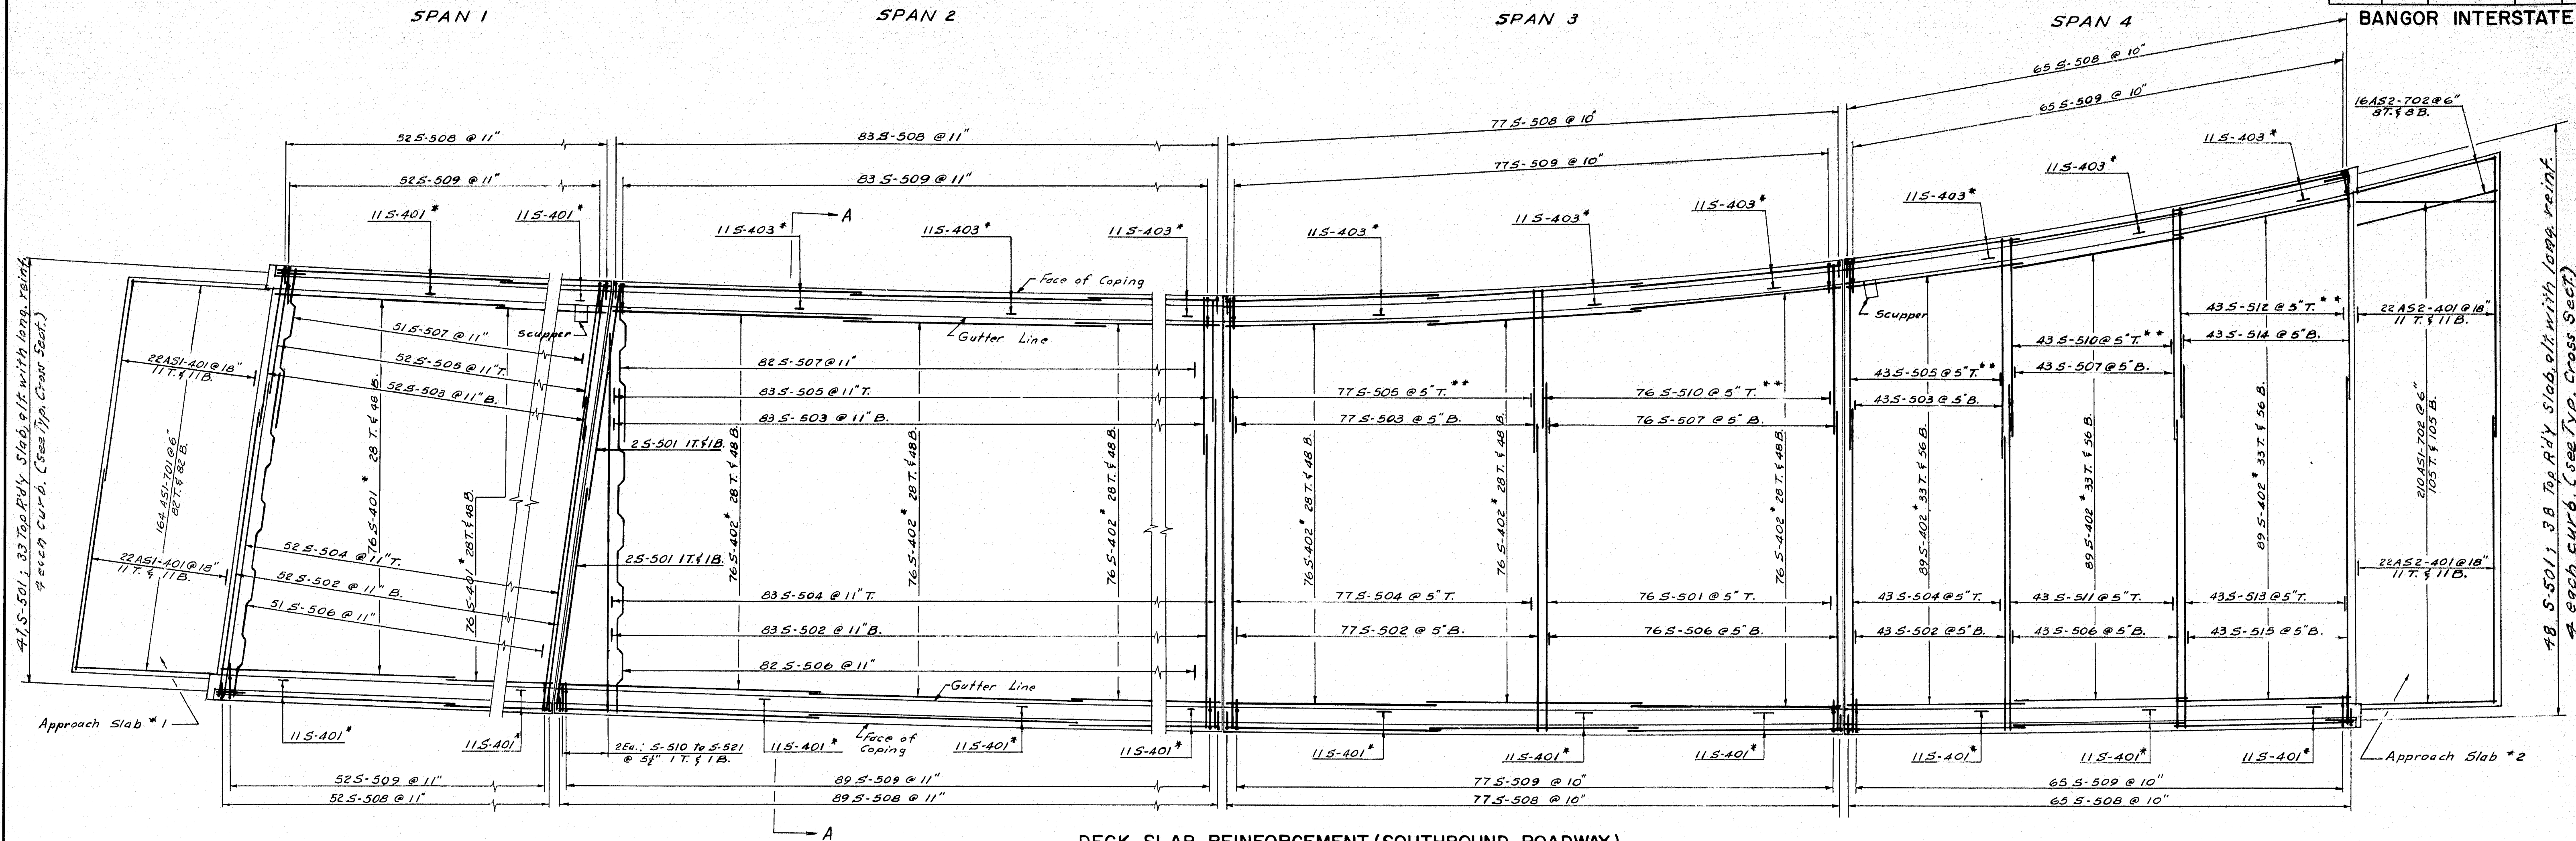 SPAN 1
SPAN 2
SPAN 3
SPAN 4
BANGOR INTERSTATE
65 S-508 @ 10"
65 S-509 @ 10"
16AS2-702@6"
8T. & 8B.
77 S-508 @ 10"
77 S-509 @ 10"
52 S-508 @ 11"
83 S-508 @ 11"
52 S-509 @ 11"
83 S-509 @ 11"
11 S-401*
11 S-401*
A
11 S-403*
11 S-403*
11 S-403*
11 S-403*
11 S-403*
11 S-403*
11 S-403*
11 S-403*
11 S-403*
Face of Coping
Gutter Line
Scupper
Scupper
41, S-501; 33 Top R'd'y Slab, alt. with long. reinf.
4 each curb. (See Typ. Cross Sect.)
22AS1-401@18"
11 T. & 11 B.
164 AS1-701@6"
82 T. & 82 B.
22AS1-401@18"
11 T. & 11 B.
51 S-507 @ 11"
52 S-505 @ 11" T.
52 S-503 @ 11" B.
76 S-401* 28 T. & 48 B.
76 S-401* 28 T. & 48 B.
52 S-504 @ 11" T.
52 S-502 @ 11" B.
51 S-506 @ 11"
82 S-507 @ 11"
83 S-505 @ 11" T.
83 S-503 @ 11" B.
2S-501 1T. & 1B.
2S-501 1T. & 1B.
76 S-402* 28 T. & 48 B.
76 S-402* 28 T. & 48 B.
76 S-402* 28 T. & 48 B.
83 S-504 @ 11" T.
83 S-502 @ 11" B.
82 S-506 @ 11"
Gutter Line
Face of
Coping
77 S-505 @ 5" T.**
77 S-503 @ 5" B.
76 S-510 @ 5" T.**
76 S-507 @ 5" B.
76 S-402* 28 T. & 48 B.
76 S-402* 28 T. & 48 B.
76 S-402* 28 T. & 48 B.
77 S-504 @ 5" T.
77 S-502 @ 5" B.
76 S-501 @ 5" T.
76 S-506 @ 5" B.
43 S-505 @ 5" T.**
43 S-503 @ 5" B.
43 S-510 @ 5" T.**
43 S-507 @ 5" B.
43 S-512 @ 5" T.**
43 S-514 @ 5" B.
89 S-402* 33 T. & 56 B.
89 S-402* 33 T. & 56 B.
89 S-402* 33 T. & 56 B.
43 S-504 @ 5" T.
43 S-502 @ 5" B.
43 S-511 @ 5" T.
43 S-506 @ 5" B.
43 S-513 @ 5" T.
43 S-515 @ 5" B.
22AS2-401@18"
11 T. & 11 B.
210 AS1-702 @ 6"
105 T. & 105 B.
22AS2-401@18"
11 T. & 11 B.
48 S-501; 38 Top R'd'y Slab, alt. with long. reinf.
4 each curb. (See Typ. Cross Sect.)
Approach Slab #1
11 S-401*
11 S-401*
2 Ea.: S-510 to S-521
@ 5½" 1 T. & 1 B.
11 S-401*
11 S-401*
11 S-401*
11 S-401*
11 S-401*
11 S-401*
11 S-401*
11 S-401*
11 S-401*
Approach Slab #2
52 S-509 @ 11"
52 S-508 @ 11"
89 S-509 @ 11"
89 S-508 @ 11"
77 S-509 @ 10"
77 S-508 @ 10"
65 S-509 @ 10"
65 S-508 @ 10"
A
DECK SLAB REINFORCEMENT (SOUTHBOUND ROADWAY)